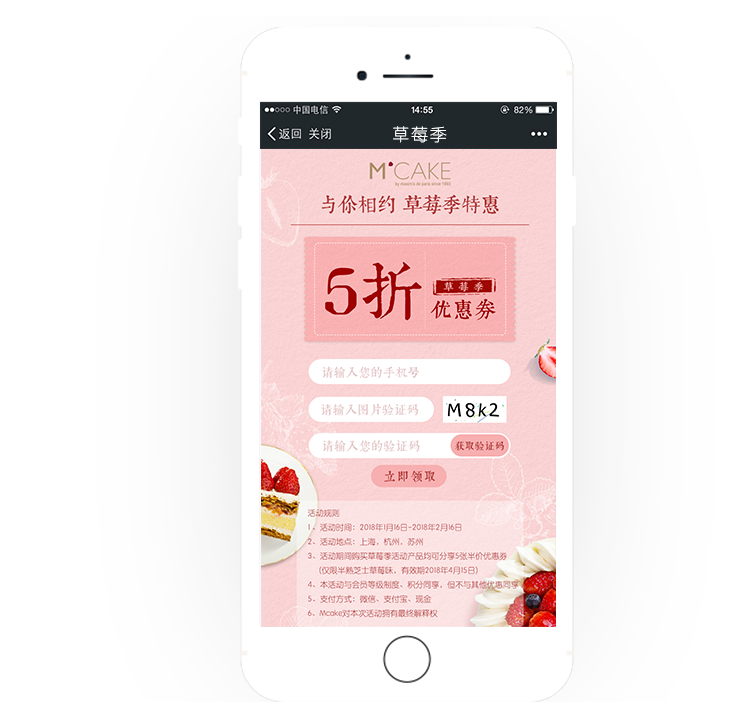 中国电信 14:55 82%
返回 关闭 草莓季
M'CAKE
by maestro de paris since 1992
与你相约 草莓季特惠
5折 草莓季
优惠券
请输入您的手机号
请输入图片验证码 M8k2
请输入您的验证码 获取验证码
立即领取
活动规则
1、活动时间：2018年1月16日-2018年2月16日
2、活动地点：上海、杭州、苏州
3、活动期间购买草莓季活动产品均可分享5张半价优惠券
(仅限半熟芝士草莓味，有效期2018年4月15日)
4、本活动与会员等级制度、积分同享，但不与其他优惠同享
5、支付方式：微信、支付宝、现金
6、Mcake对本次活动拥有最终解释权